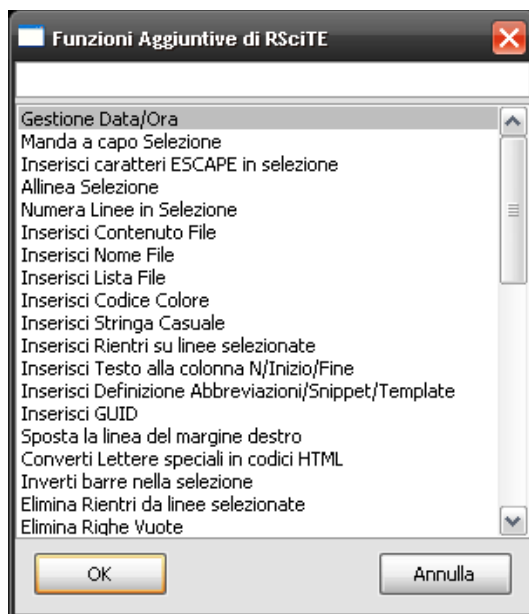 Funzioni Aggiuntive di RSciTE
Gestione Data/Ora
Manda a capo Selezione
Inserisci caratteri ESCAPE in selezione
Allinea Selezione
Numera Linee in Selezione
Inserisci Contenuto File
Inserisci Nome File
Inserisci Lista File
Inserisci Codice Colore
Inserisci Stringa Casuale
Inserisci Rientri su linee selezionate
Inserisci Testo alla colonna N/Inizio/Fine
Inserisci Definizione Abbreviazioni/Snippet/Template
Inserisci GUID
Sposta la linea del margine destro
Converti Lettere speciali in codici HTML
Inverti barre nella selezione
Elimina Rientri da linee selezionate
Elimina Righe Vuote
OK Annulla